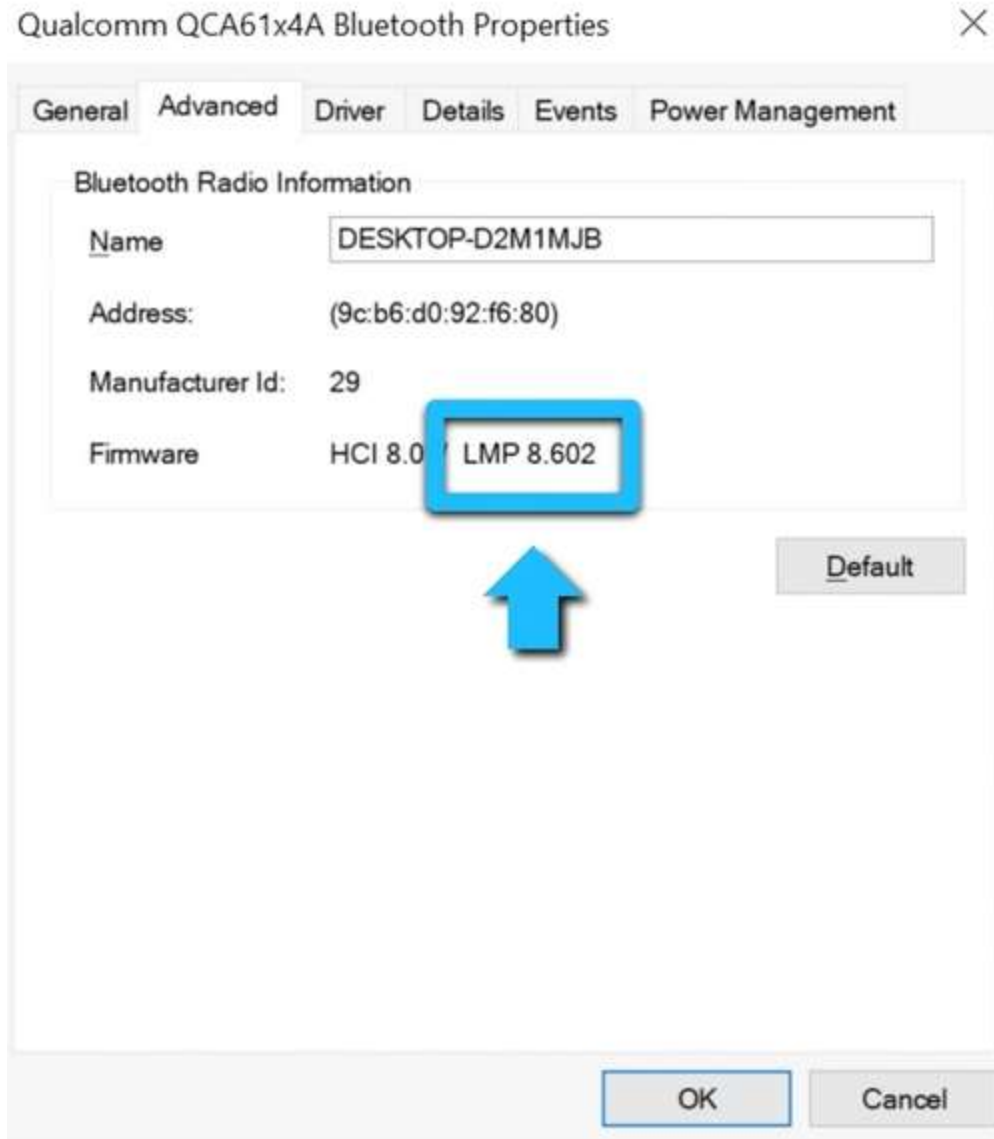 Qualcomm QCA61x4A Bluetooth Properties
General Advanced Driver Details Events Power Management
Bluetooth Radio Information
Name DESKTOP-D2M1MJB
Address: (9c:b6:d0:92:f6:80)
Manufacturer Id: 29
Firmware HCI 8.0 / LMP 8.602
Default
OK Cancel